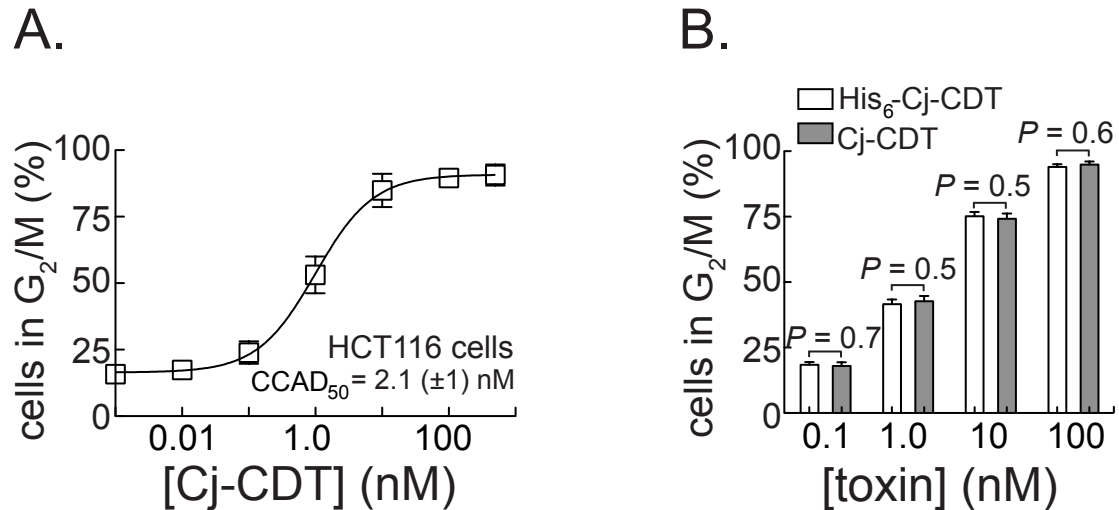 A.
cells in G₂/M (%)
100
75
50
25
0
HCT116 cells
CCAD₅₀ = 2.1 (±1) nM
0.01
1.0
100
[Cj-CDT] (nM)
B.
His₆-Cj-CDT
Cj-CDT
cells in G₂/M (%)
100
75
50
25
0
P = 0.7
P = 0.5
P = 0.5
P = 0.6
0.1
1.0
10
100
[toxin] (nM)